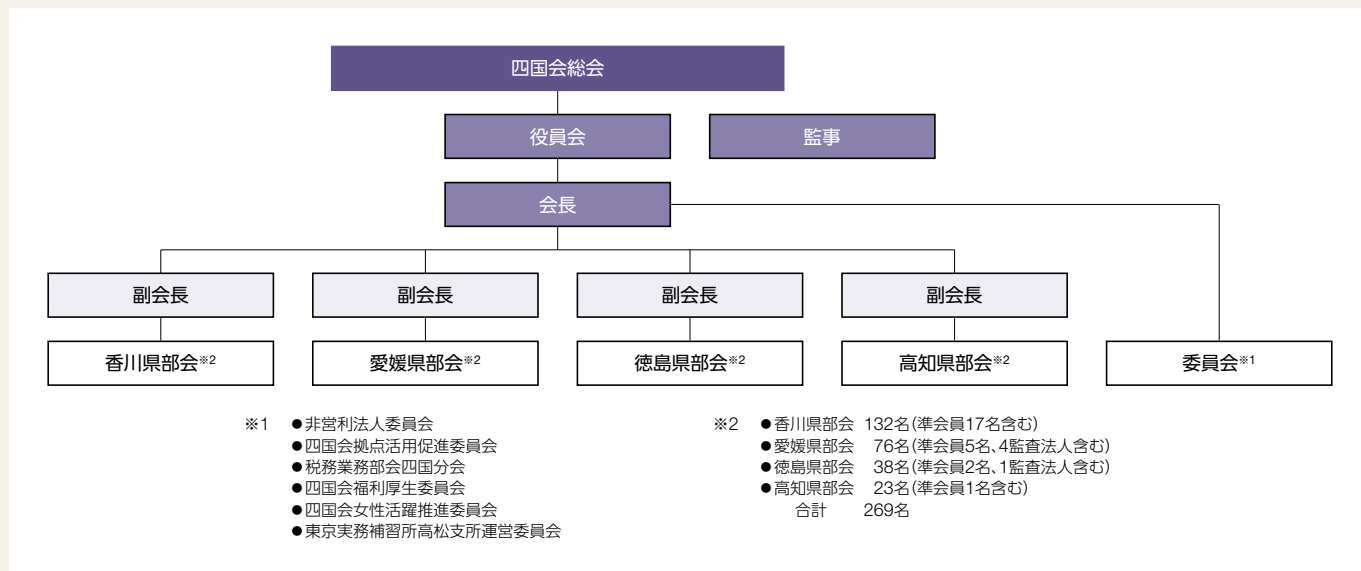 四国会総会
役員会
監事
会長
副会長
副会長
副会長
副会長
香川県部会※2
愛媛県部会※2
徳島県部会※2
高知県部会※2
委員会※1
※1 ●非営利法人委員会
●四国会拠点活用促進委員会
●税務業務部会四国分会
●四国会福利厚生委員会
●四国会女性活躍推進委員会
●東京実務補習所高松支所運営委員会
※2 ●香川県部会 132名(準会員17名含む)
●愛媛県部会 76名(準会員5名、4監査法人含む)
●徳島県部会 38名(準会員2名、1監査法人含む)
●高知県部会 23名(準会員1名含む)
合計 269名